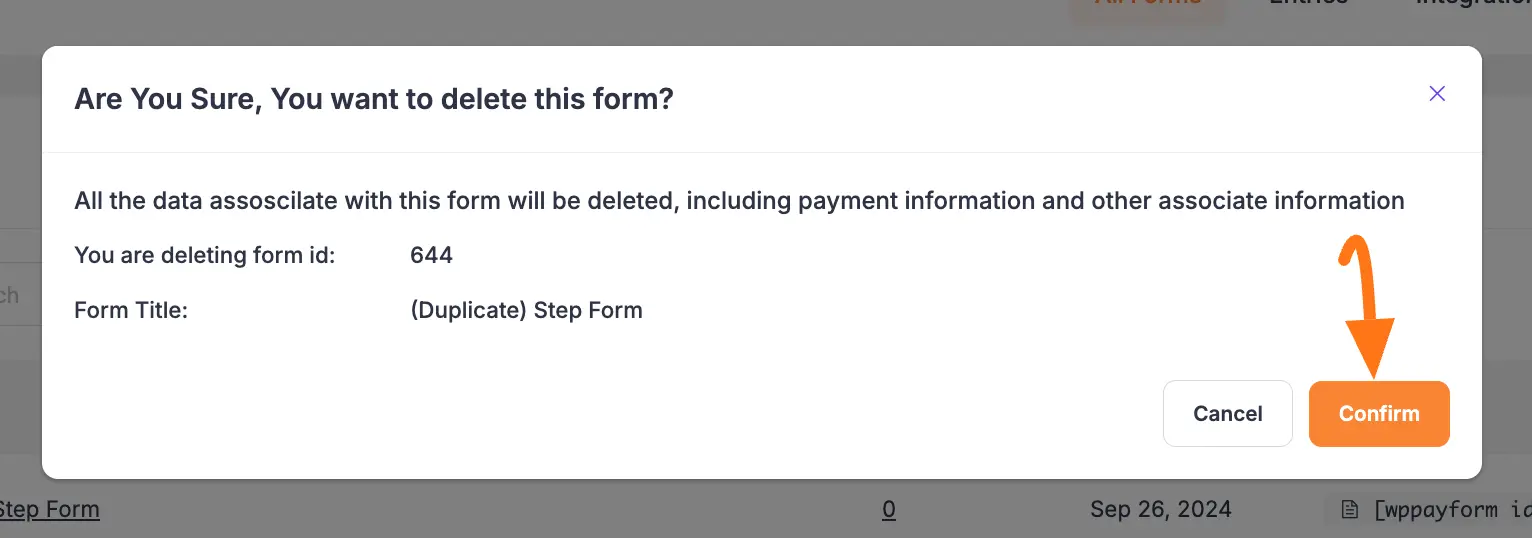 All Forms Entries
Are You Sure, You want to delete this form?
All the data assoscilate with this form will be deleted, including payment information and other associate information
You are deleting form id: 644
Form Title: (Duplicate) Step Form
Cancel Confirm
Step Form 0 Sep 26, 2024 [wppayform id